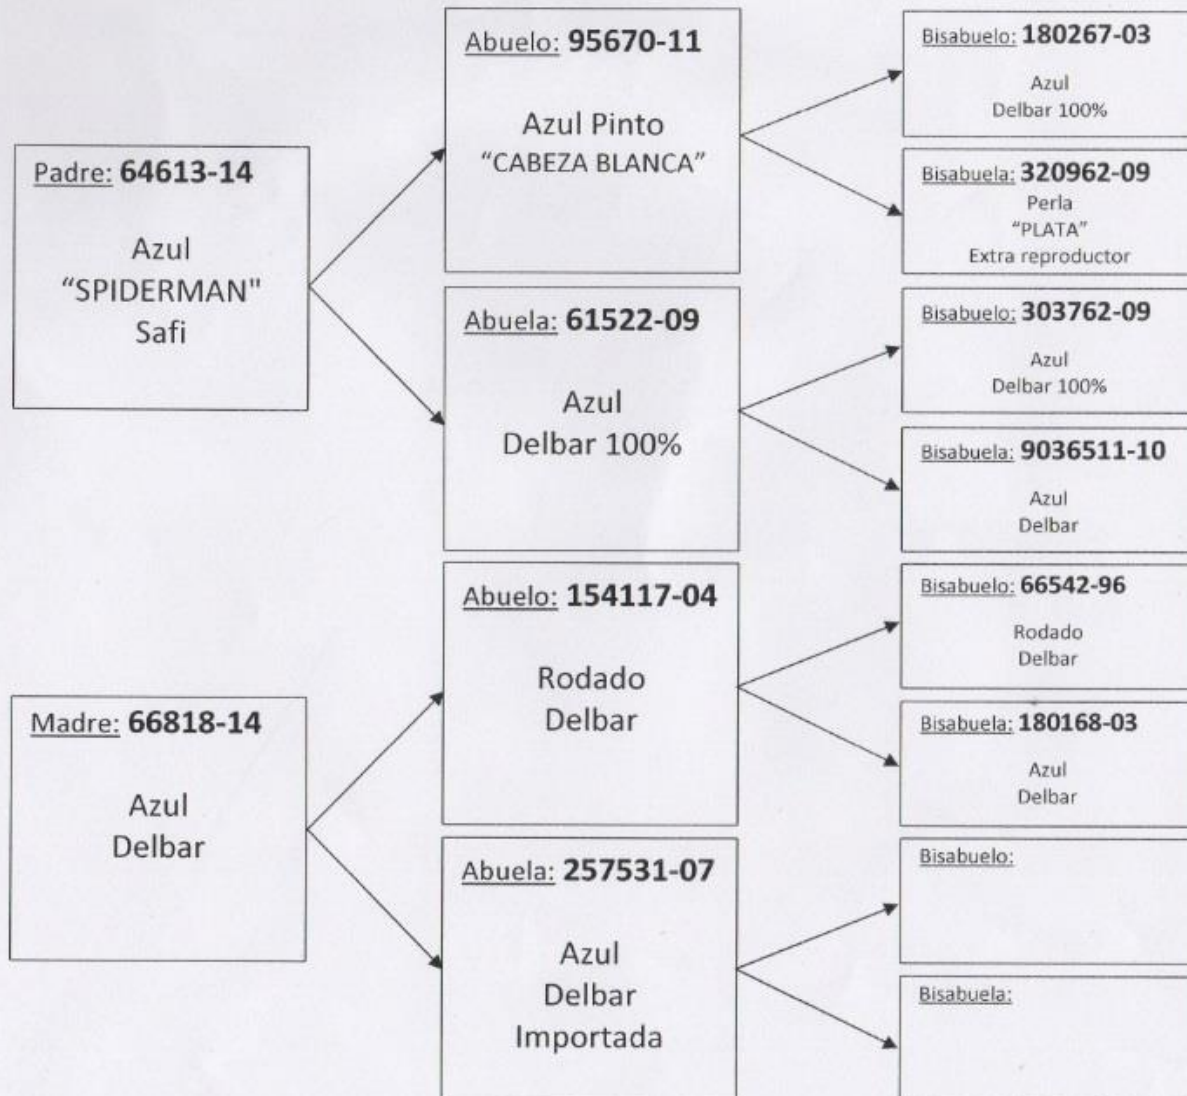 Padre: 64613-14
Azul
“SPIDERMAN"
Safi
Abuelo: 95670-11
Azul Pinto
“CABEZA BLANCA”
Bisabuelo: 180267-03
Azul
Delbar 100%
Bisabuela: 320962-09
Perla
“PLATA”
Extra reproductor
Abuela: 61522-09
Azul
Delbar 100%
Bisabuelo: 303762-09
Azul
Delbar 100%
Bisabuela: 9036511-10
Azul
Delbar
Madre: 66818-14
Azul
Delbar
Abuelo: 154117-04
Rodado
Delbar
Bisabuelo: 66542-96
Rodado
Delbar
Bisabuela: 180168-03
Azul
Delbar
Abuela: 257531-07
Azul
Delbar
Importada
Bisabuelo:
Bisabuela: